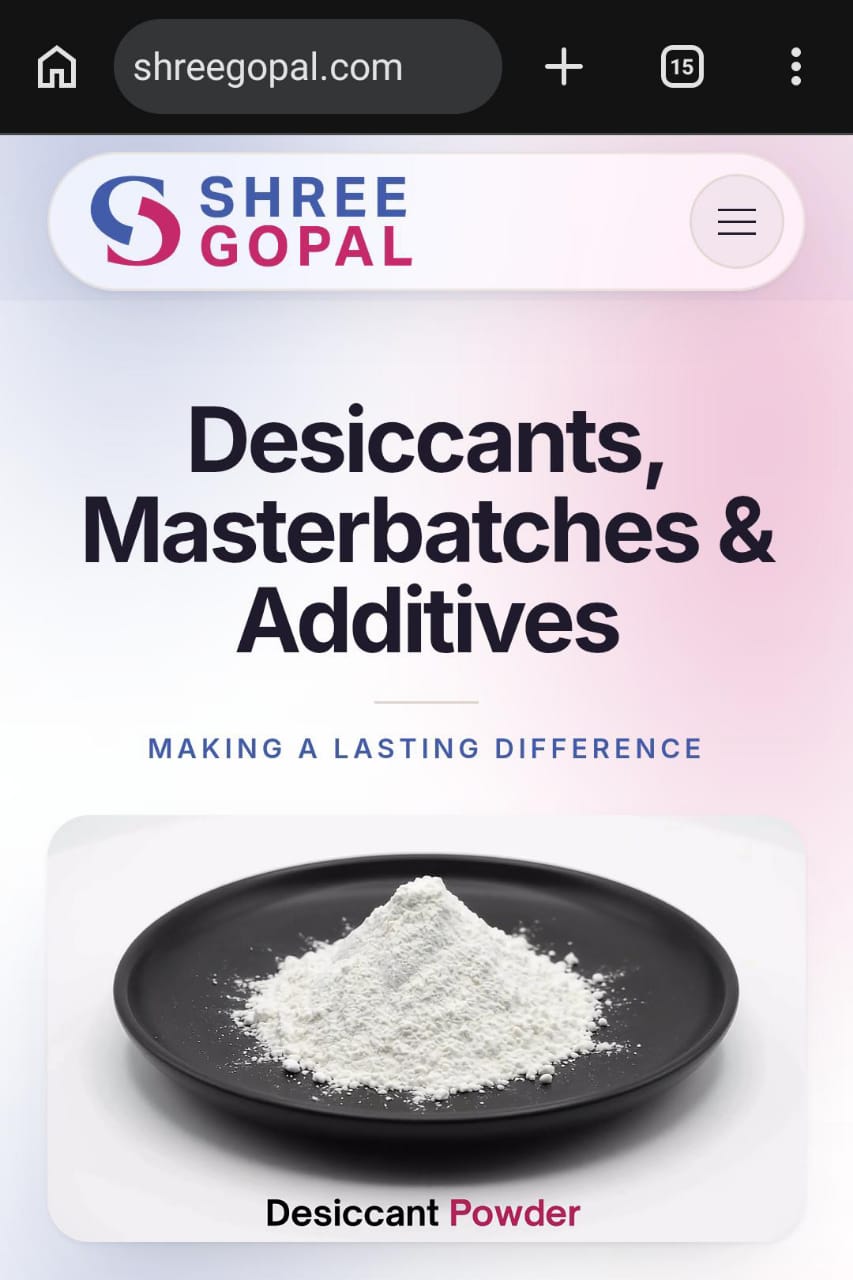 shreegopal.com
15
SHREE
GOPAL
Desiccants,
Masterbatches &
Additives
MAKING A LASTING DIFFERENCE
Desiccant Powder